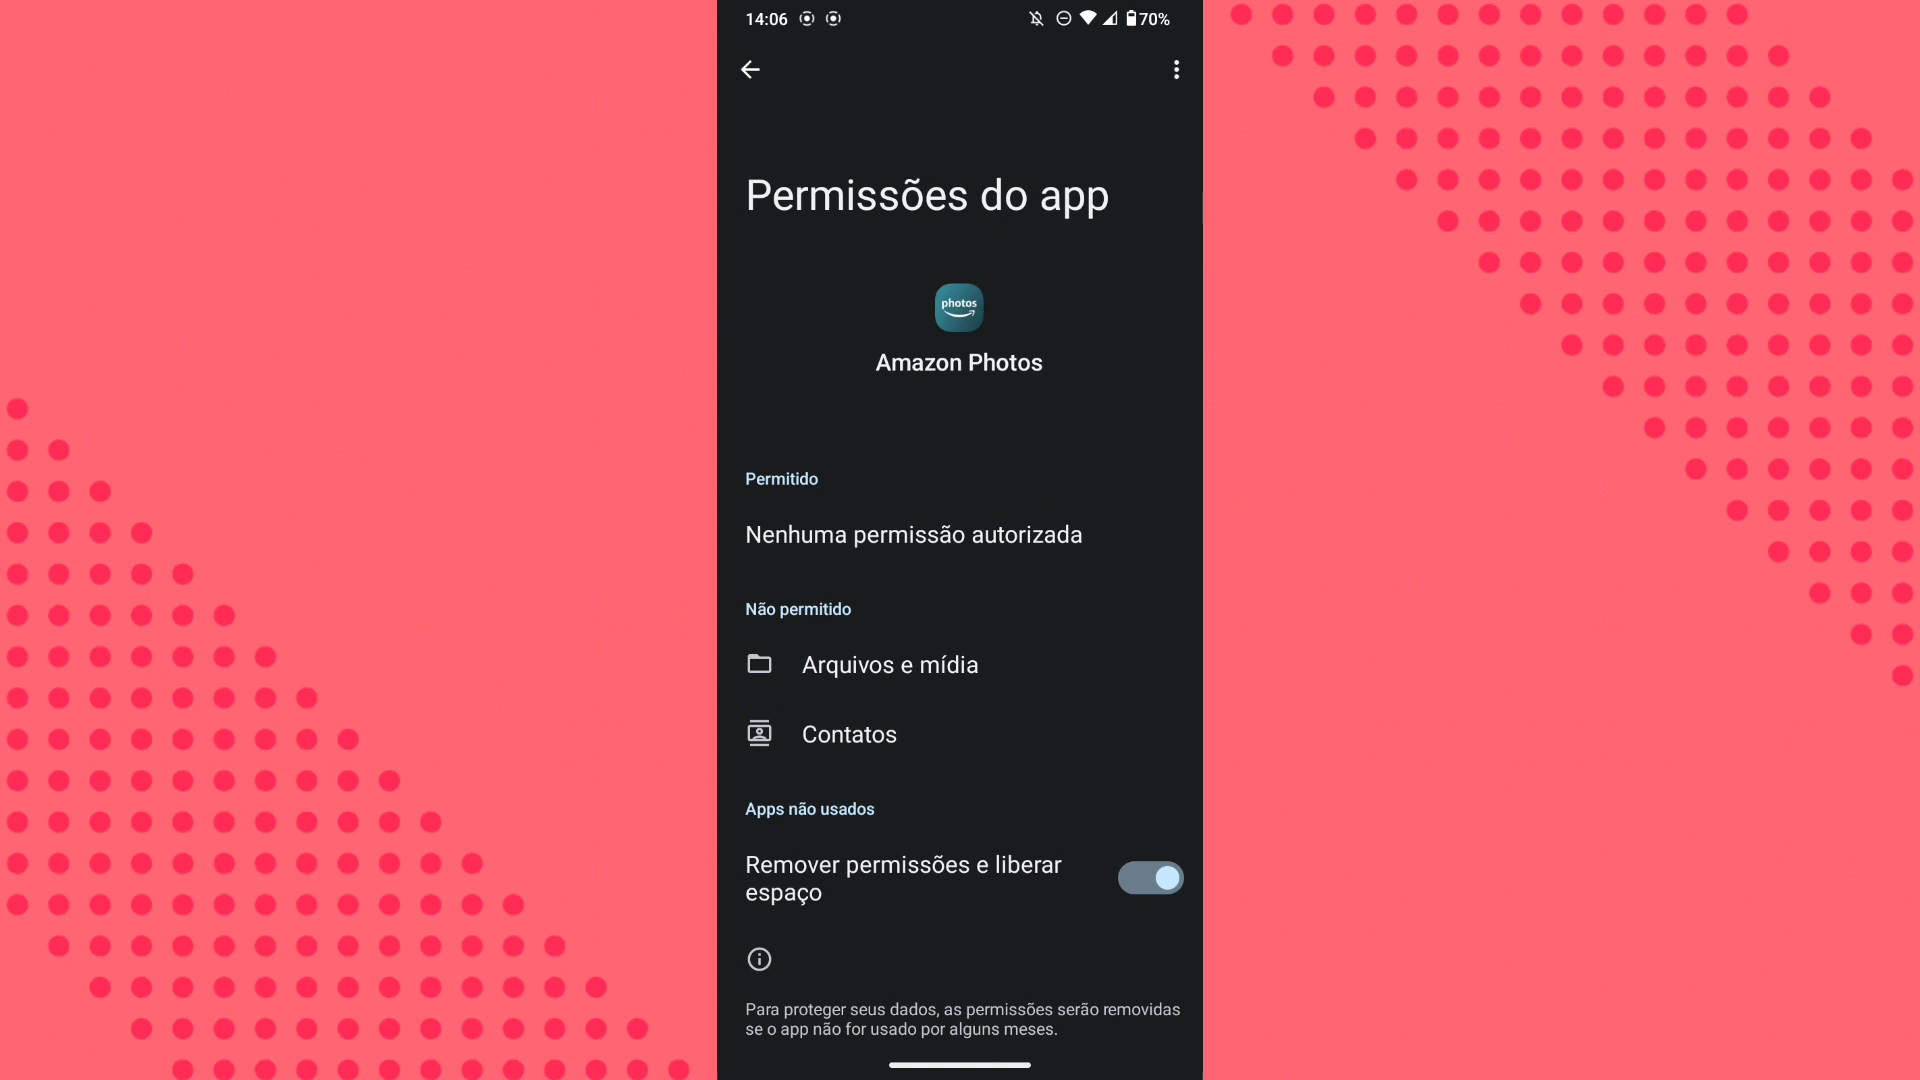 14:06
70%
Permissões do app
photos
Amazon Photos
Permitido
Nenhuma permissão autorizada
Não permitido
Arquivos e mídia
Contatos
Apps não usados
Remover permissões e liberar
espaço
Para proteger seus dados, as permissões serão removidas
se o app não for usado por alguns meses.